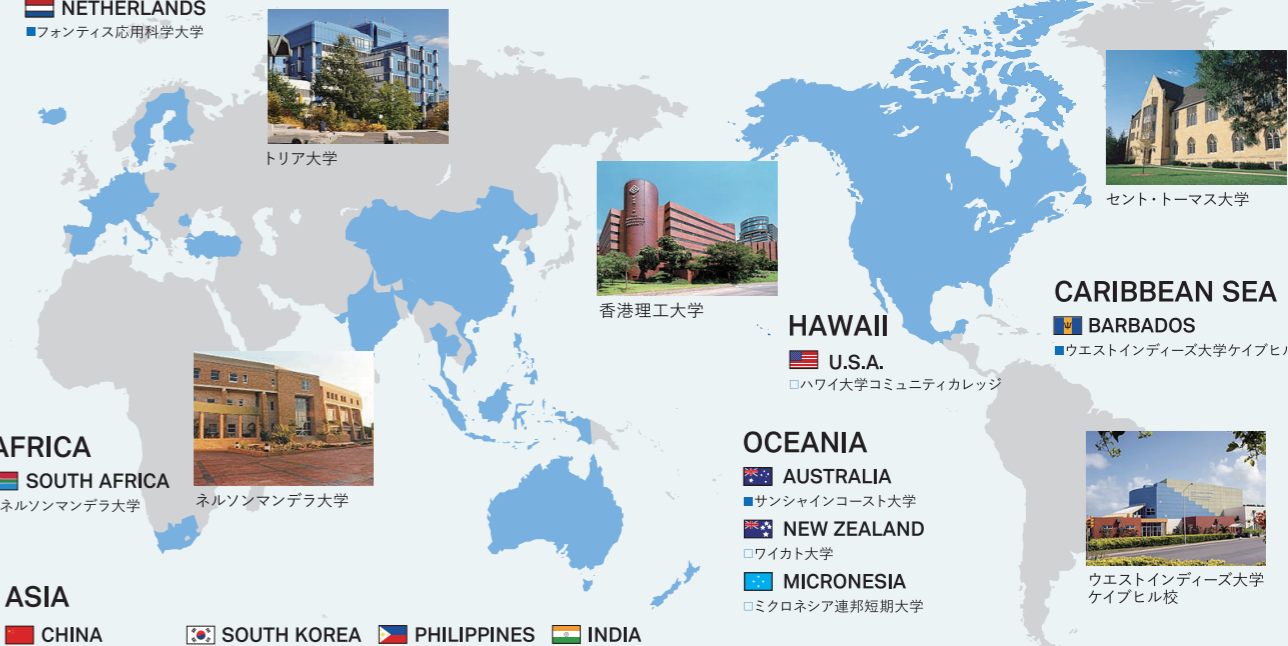 NETHERLANDS
■フォンティス応用科学大学
トリア大学
セント・トーマス大学
香港理工大学
CARIBBEAN SEA
BARBADOS
■ウエストインディーズ大学ケイブヒル
HAWAII
U.S.A.
□ハワイ大学コミュニティカレッジ
AFRICA
SOUTH AFRICA
ネルソンマンデラ大学
ネルソンマンデラ大学
OCEANIA
AUSTRALIA
■サンシャインコースト大学
NEW ZEALAND
□ワイカト大学
MICRONESIA
□ミクロネシア連邦短期大学
ウエストインディーズ大学
ケイブヒル校
ASIA
CHINA
SOUTH KOREA
PHILIPPINES
INDIA